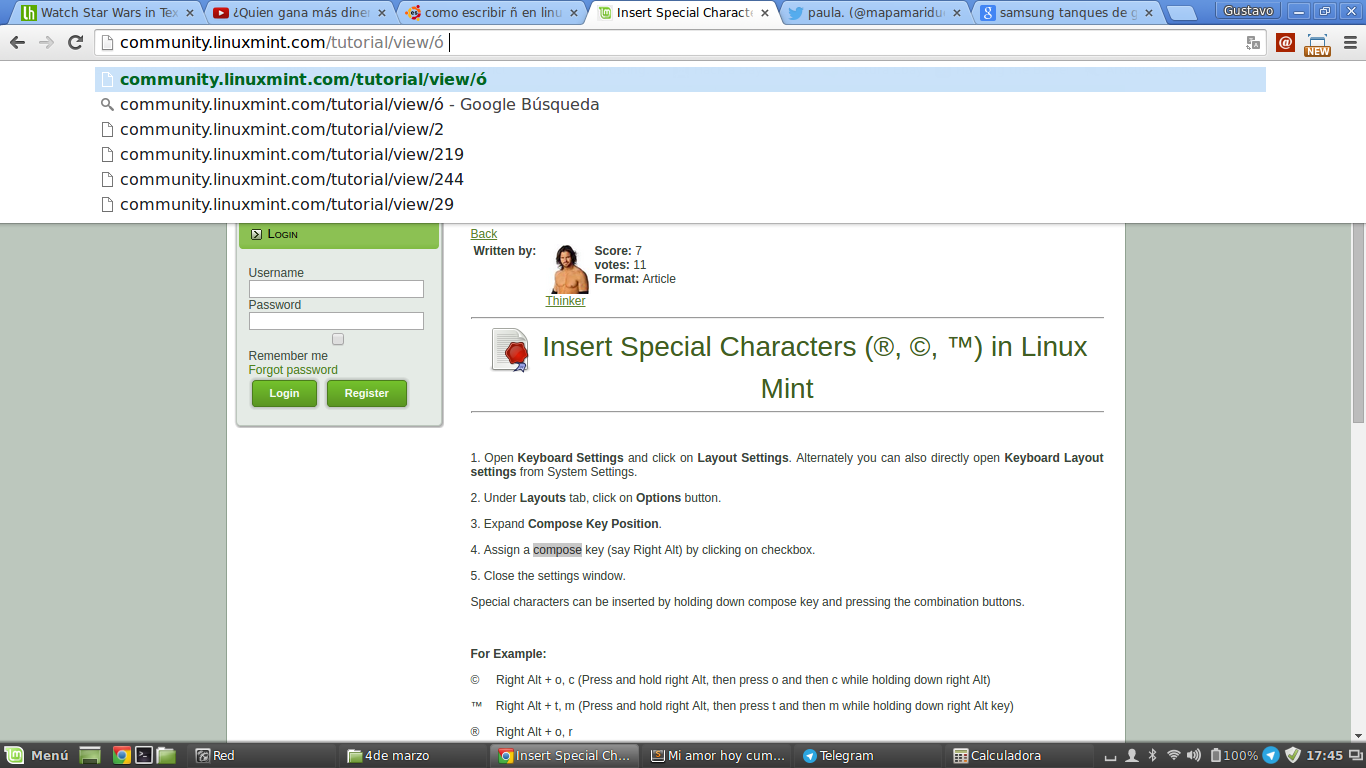 Watch Star Wars in Tex
¿Quien gana más diner
como escribir ñ en linu
Insert Special Characte
paula. (@mapamaridu
samsung tanques de g
Gustavo
community.linuxmint.com/tutorial/view/ó
NEW
community.linuxmint.com/tutorial/view/ó
community.linuxmint.com/tutorial/view/ó - Google Búsqueda
community.linuxmint.com/tutorial/view/2
community.linuxmint.com/tutorial/view/219
community.linuxmint.com/tutorial/view/244
community.linuxmint.com/tutorial/view/29
Login
Username
Password
Remember me
Forgot password
Login
Register
Back
Written by:
Thinker
Score: 7
votes: 11
Format: Article
Insert Special Characters (®, ©, ™) in Linux
Mint
1. Open Keyboard Settings and click on Layout Settings. Alternately you can also directly open Keyboard Layout
settings from System Settings.
2. Under Layouts tab, click on Options button.
3. Expand Compose Key Position.
4. Assign a compose key (say Right Alt) by clicking on checkbox.
5. Close the settings window.
Special characters can be inserted by holding down compose key and pressing the combination buttons.
For Example:
© Right Alt + o, c (Press and hold right Alt, then press o and then c while holding down right Alt)
™ Right Alt + t, m (Press and hold right Alt, then press t and then m while holding down right Alt key)
® Right Alt + o, r
Menú
Red
4de marzo
Insert Special Ch...
Mi amor hoy cum...
Telegram
Calculadora
100%
17:45